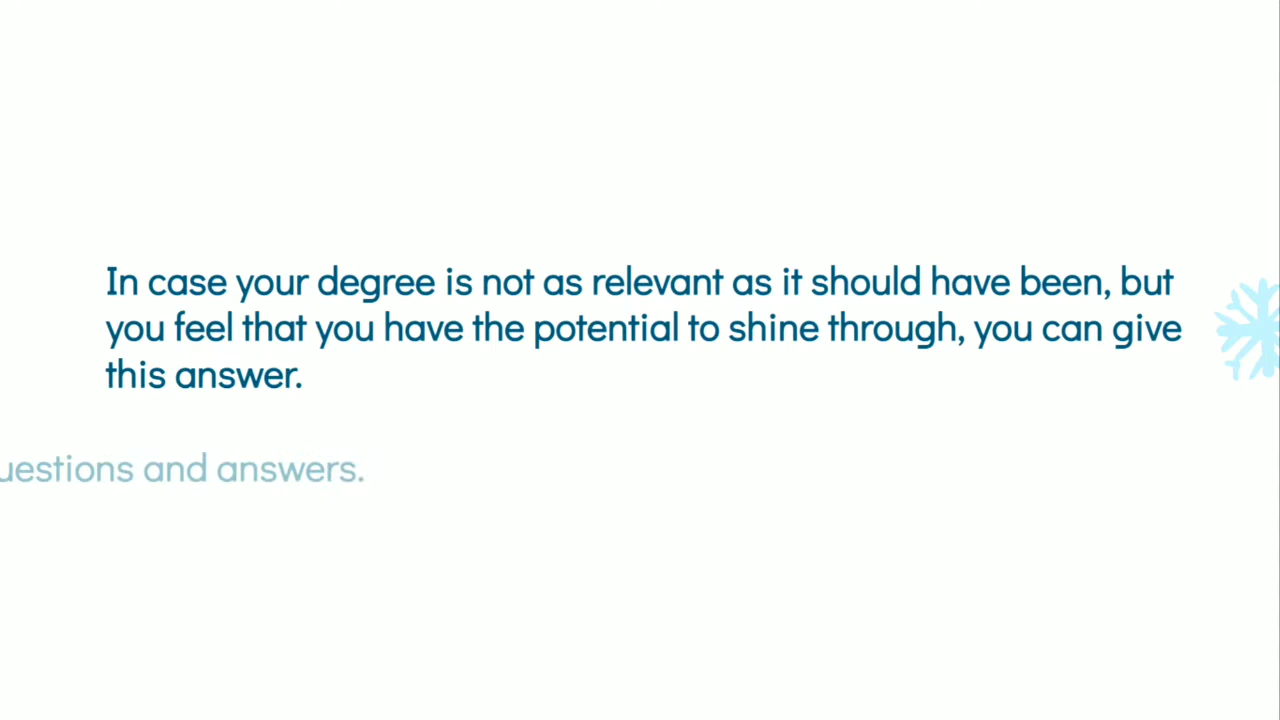 In case your degree is not as relevant as it should have been, but
you feel that you have the potential to shine through, you can give
this answer.
and answers.